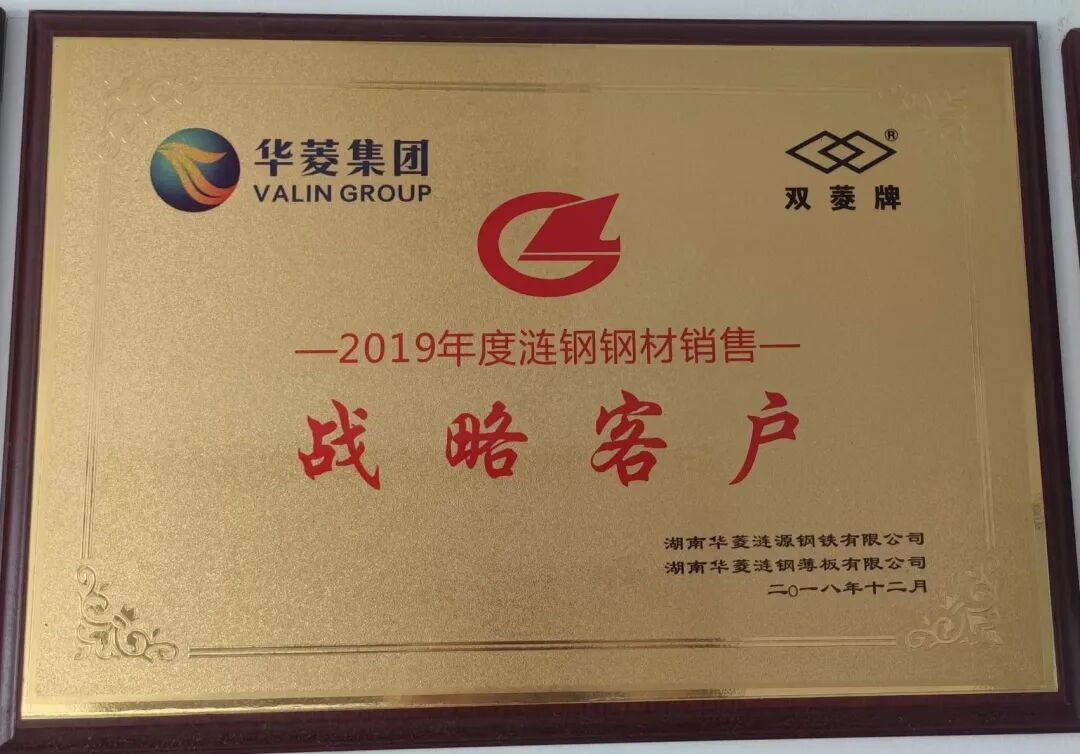 华菱集团
VALIN GROUP
®
双菱牌
—2019年度涟钢钢材销售—
战略客户
湖南华菱涟源钢铁有限公司
湖南华菱涟钢薄板有限公司
二0一八年十二月